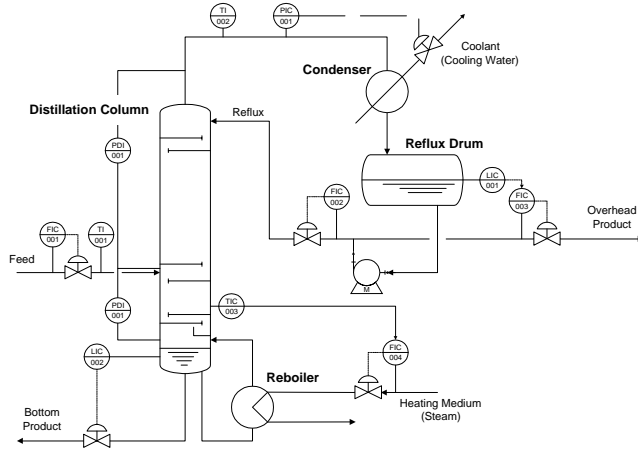 TI
002
PIC
001
Coolant
(Cooling Water)
Condenser
Distillation Column
Reflux
Reflux Drum
PDI
001
LIC
001
FIC
002
FIC
003
Overhead
Product
FIC
001
TI
001
Feed
M
PDI
001
TIC
003
LIC
002
FIC
004
Reboiler
Heating Medium
(Steam)
Bottom
Product